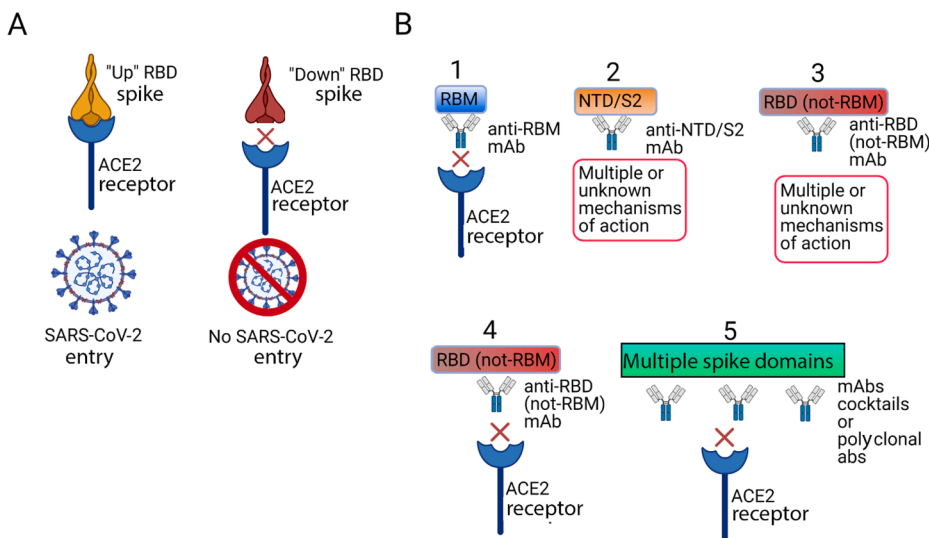 A
"Up" RBD
spike
ACE2
receptor
SARS-CoV-2
entry
"Down" RBD
spike
ACE2
receptor
No SARS-CoV-2
entry
B
1
RBM
anti-RBM
mAb
ACE2
receptor
2
NTD/S2
anti-NTD/S2
mAb
Multiple or
unknown
mechanisms
of action
3
RBD (not-RBM)
anti-RBD
(not-RBM)
mAb
Multiple or
unknown
mechanisms
of action
4
RBD (not-RBM)
anti-RBD
(not-RBM)
mAb
ACE2
receptor
5
Multiple spike domains
mAbs
cocktails
or
polyclonal
abs
ACE2
receptor